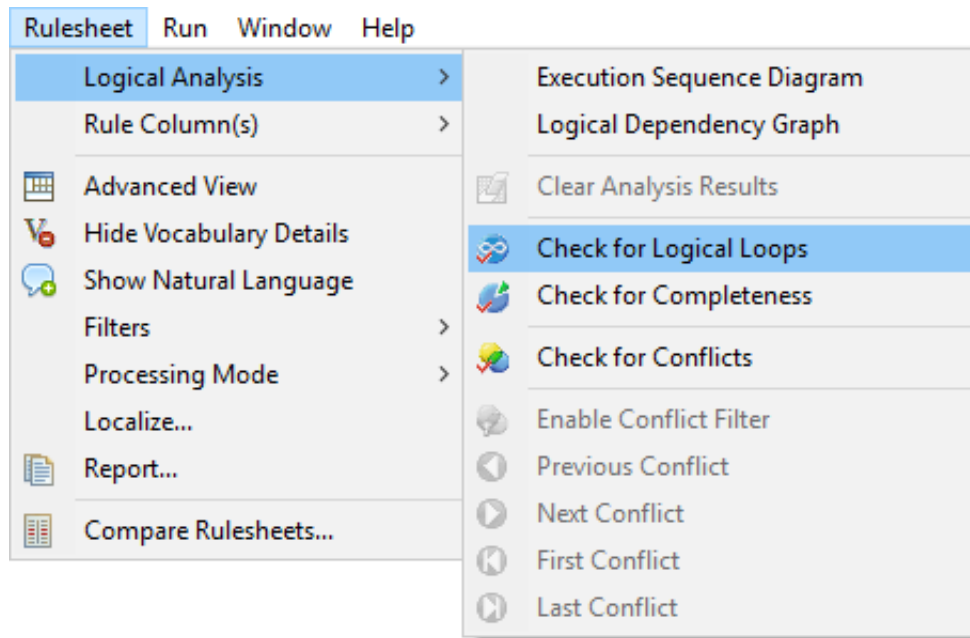 Rulesheet Run Window Help
Logical Analysis
Rule Column(s)
Advanced View
Hide Vocabulary Details
Show Natural Language
Filters
Processing Mode
Localize...
Report...
Compare Rulesheets...
Execution Sequence Diagram
Logical Dependency Graph
Clear Analysis Results
Check for Logical Loops
Check for Completeness
Check for Conflicts
Enable Conflict Filter
Previous Conflict
Next Conflict
First Conflict
Last Conflict